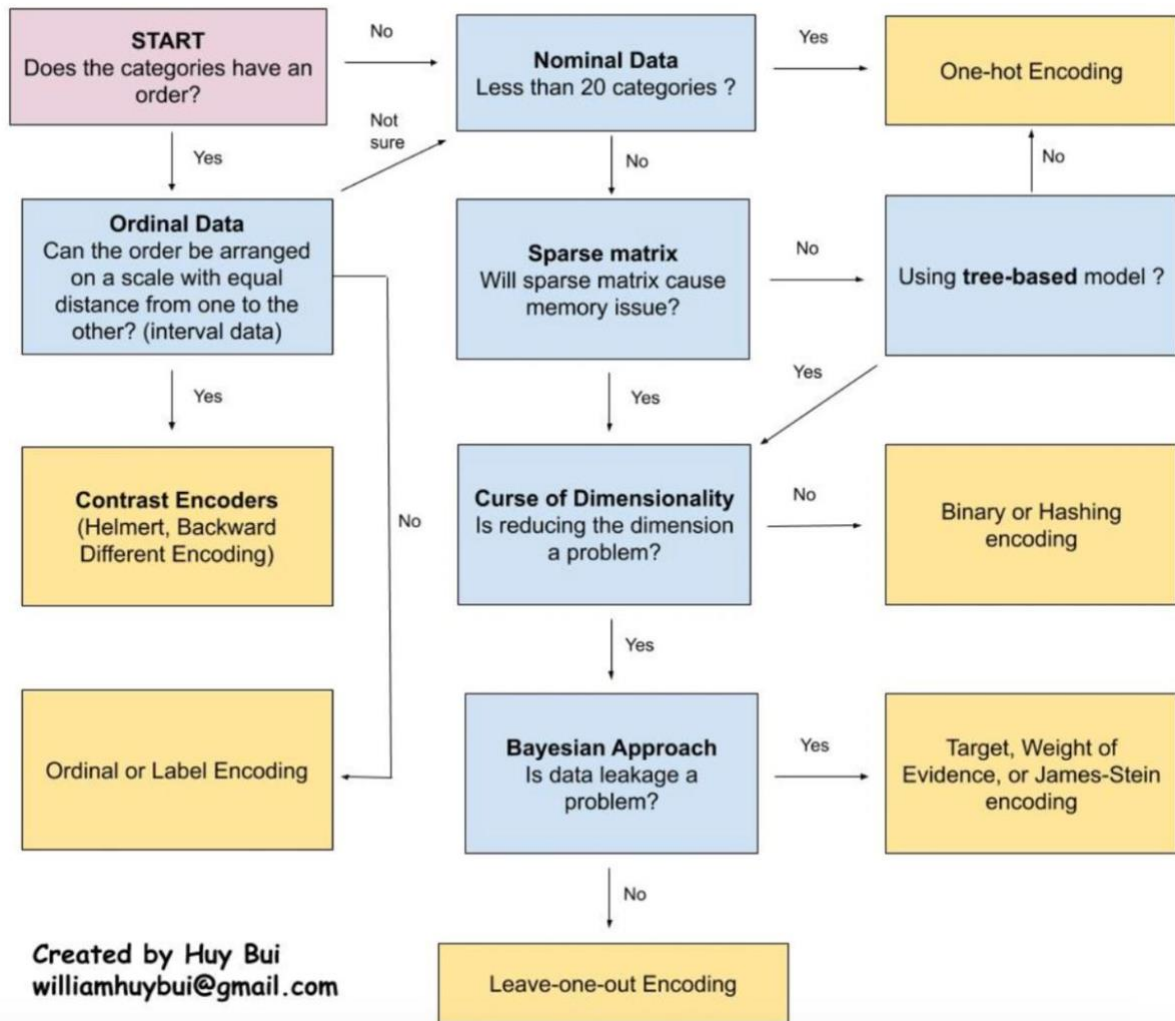 START
Does the categories have an
order?
No
Nominal Data
Less than 20 categories ?
Yes
One-hot Encoding
Not
sure
Yes
No
No
Ordinal Data
Can the order be arranged
on a scale with equal
distance from one to the
other? (interval data)
Sparse matrix
Will sparse matrix cause
memory issue?
No
Using tree-based model ?
Yes
Yes
Yes
Contrast Encoders
(Helmert, Backward
Different Encoding)
No
Curse of Dimensionality
Is reducing the dimension
a problem?
No
Binary or Hashing
encoding
Yes
Ordinal or Label Encoding
Bayesian Approach
Is data leakage a
problem?
Yes
Target, Weight of
Evidence, or James-Stein
encoding
No
Created by Huy Bui
williamhuybui@gmail.com
Leave-one-out Encoding